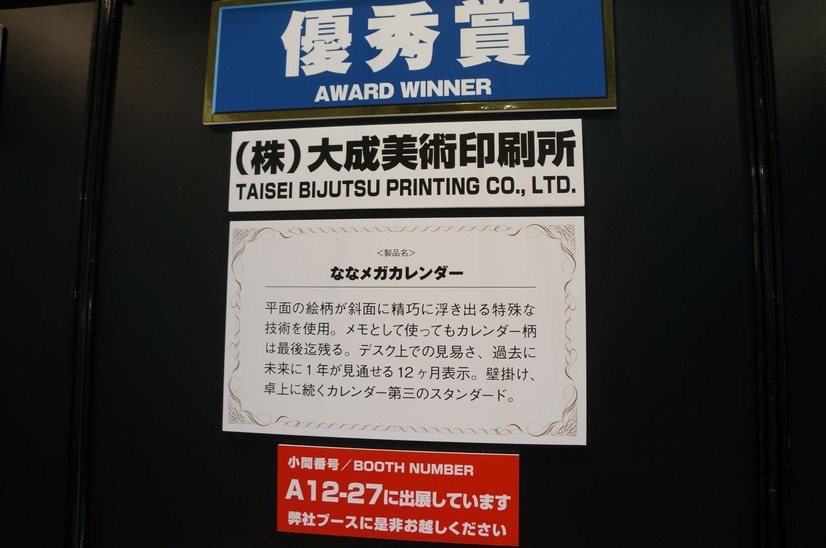 優秀賞
AWARD WINNER
（株）大成美術印刷所
TAISEI BIJUTSU PRINTING CO., LTD.
＜製品名＞
ななメガカレンダー
平面の絵柄が斜面に精巧に浮き出る特殊な
技術を使用。メモとして使ってもカレンダー柄
は最後迄残る。デスク上での見易さ、過去に
未来に1年が見通せる12ヶ月表示。壁掛け、
卓上に続くカレンダー第三のスタンダード。
小間番号／BOOTH NUMBER
A12-27に出展しています
弊社ブースに是非お越しください